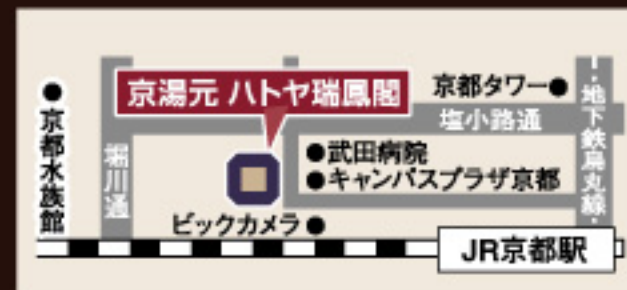 京湯元 ハトヤ瑞鳳閣
京都タワー
地下鉄烏丸線
塩小路通
京都水族館
堀川通
武田病院
キャンパスプラザ京都
ビックカメラ
JR京都駅